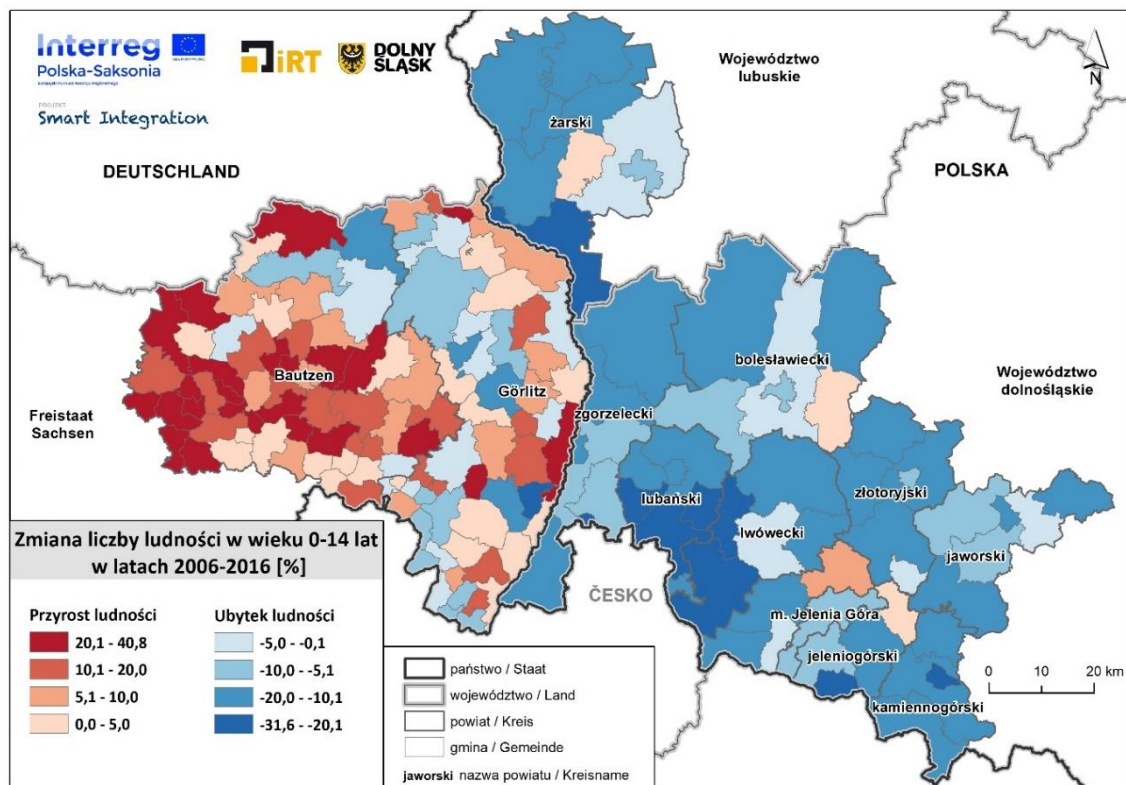 Interreg
Polska-Saksonia
iRT
DOLNY
ŚLĄSK
PROJEKT
Smart Integration
Województwo
lubuskie
N
DEUTSCHLAND
POLSKA
żarski
bolesławiecki
Województwo
dolnośląskie
Bautzen
Görlitz
Freistaat
Sachsen
zgorzelecki
lubański
złotoryjski
lwówecki
jaworski
ČESKO
m. Jelenia Góra
jeleniogórski
kamiennogórski
0 10 20 km
Zmiana liczby ludności w wieku 0-14 lat
w latach 2006-2016 [%]
Przyrost ludności Ubytek ludności
20,1 - 40,8 -5,0 - -0,1
10,1 - 20,0 -10,0 - -5,1
5,1 - 10,0 -20,0 - -10,1
0,0 - 5,0 -31,6 - -20,1
państwo / Staat
województwo / Land
powiat / Kreis
gmina / Gemeinde
jaworski nazwa powiatu / Kreisname